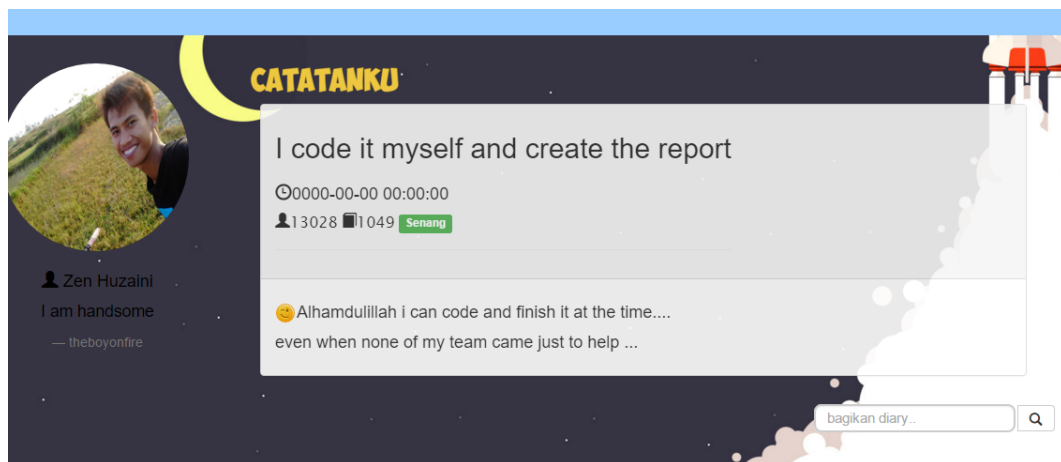 CATATANKU
I code it myself and create the report
0000-00-00 00:00:00
13028 1049 Senang
Zen Huzaini
I am handsome
— theboyonfire
Alhamdulillah i can code and finish it at the time....
even when none of my team came just to help ...
bagikan diary..